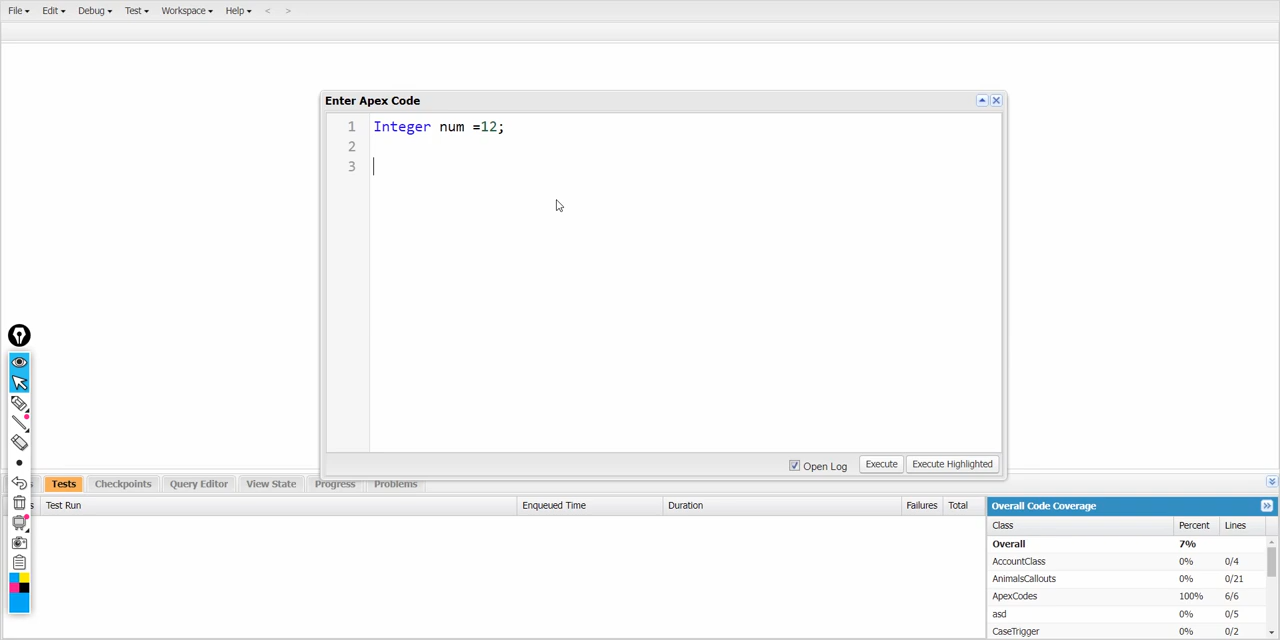 File Edit Debug Test Workspace Help < >
Enter Apex Code
1 Integer num =12;
2
3
Open Log Execute Execute Highlighted
Tests Checkpoints Query Editor View State Progress Problems
Test Run Enqueued Time Duration Failures Total
Overall Code Coverage
Class Percent Lines
Overall 7%
AccountClass 0% 0/4
AnimalsCallouts 0% 0/21
ApexCodes 100% 6/6
asd 0% 0/5
CaseTrigger 0% 0/2